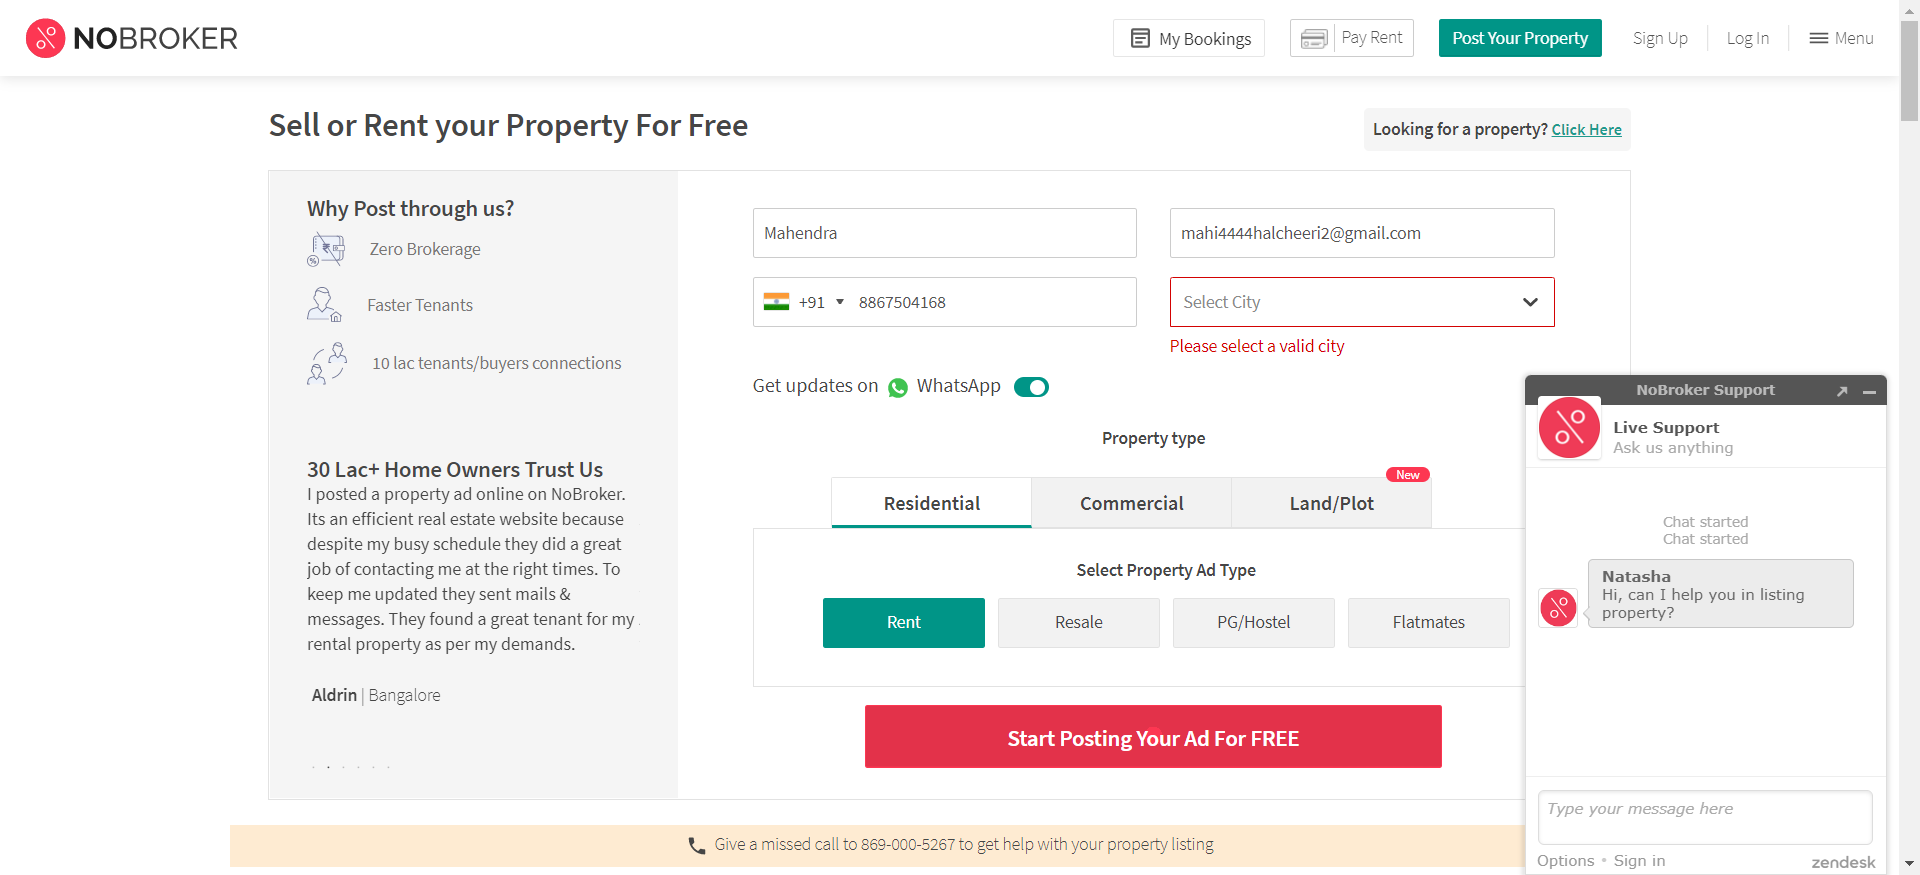 NOBROKER
My Bookings
Pay Rent
Post Your Property
Sign Up
Log In
Menu
Sell or Rent your Property For Free
Looking for a property? Click Here
Why Post through us?
Zero Brokerage
Faster Tenants
10 lac tenants/buyers connections
30 Lac+ Home Owners Trust Us
I posted a property ad online on NoBroker.
Its an efficient real estate website because
despite my busy schedule they did a great
job of contacting me at the right times. To
keep me updated they sent mails &
messages. They found a great tenant for my
rental property as per my demands.
Aldrin | Bangalore
Mahendra
mahi4444halcheeri2@gmail.com
+91 8867504168
Select City
Please select a valid city
Get updates on WhatsApp
Property type
New
Residential
Commercial
Land/Plot
Select Property Ad Type
Rent
Resale
PG/Hostel
Flatmates
Start Posting Your Ad For FREE
Give a missed call to 869-000-5267 to get help with your property listing
NoBroker Support
Live Support
Ask us anything
Chat started
Chat started
Natasha
Hi, can I help you in listing
property?
Type your message here
Options • Sign in
zendesk